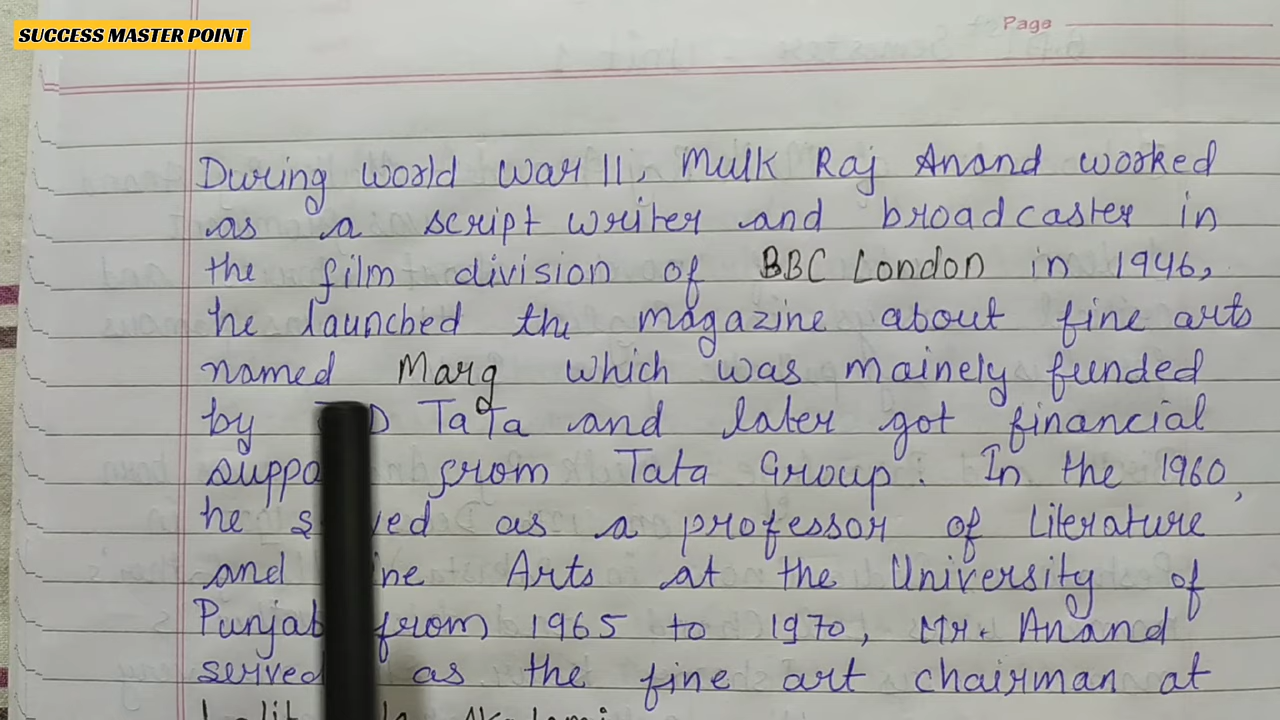 SUCCESS MASTER POINT
Page
During world war II, Mulk Raj Anand worked
as a script writer and broadcaster in
the film division of BBC London in 1946,
he launched the magazine about fine arts
named Marg which was mainely funded
by D TaTa and later got financial
suppo from Tata Group. In the 1960,
he s ved as a professor of Literature
and ine Arts at the University of
Punjab from 1965 to 1970, Mr. Anand
served as the fine art chairman at